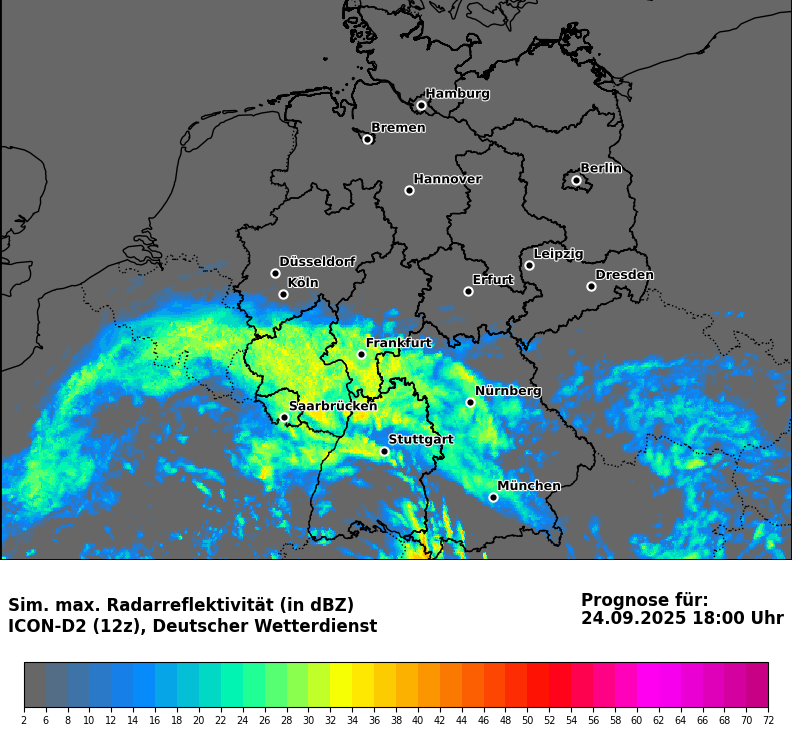 Hamburg
Bremen
Berlin
Hannover
Leipzig
Düsseldorf
Dresden
Erfurt
Köln
Frankfurt
Nürnberg
Saarbrücken
Stuttgart
München
Sim. max. Radarreflektivität (in dBZ)
ICON-D2 (12z), Deutscher Wetterdienst
Prognose für:
24.09.2025 18:00 Uhr
2 6 8 10 12 14 16 18 20 22 24 26 28 30 32 34 36 38 40 42 44 46 48 50 52 54 56 58 60 62 64 66 68 70 72